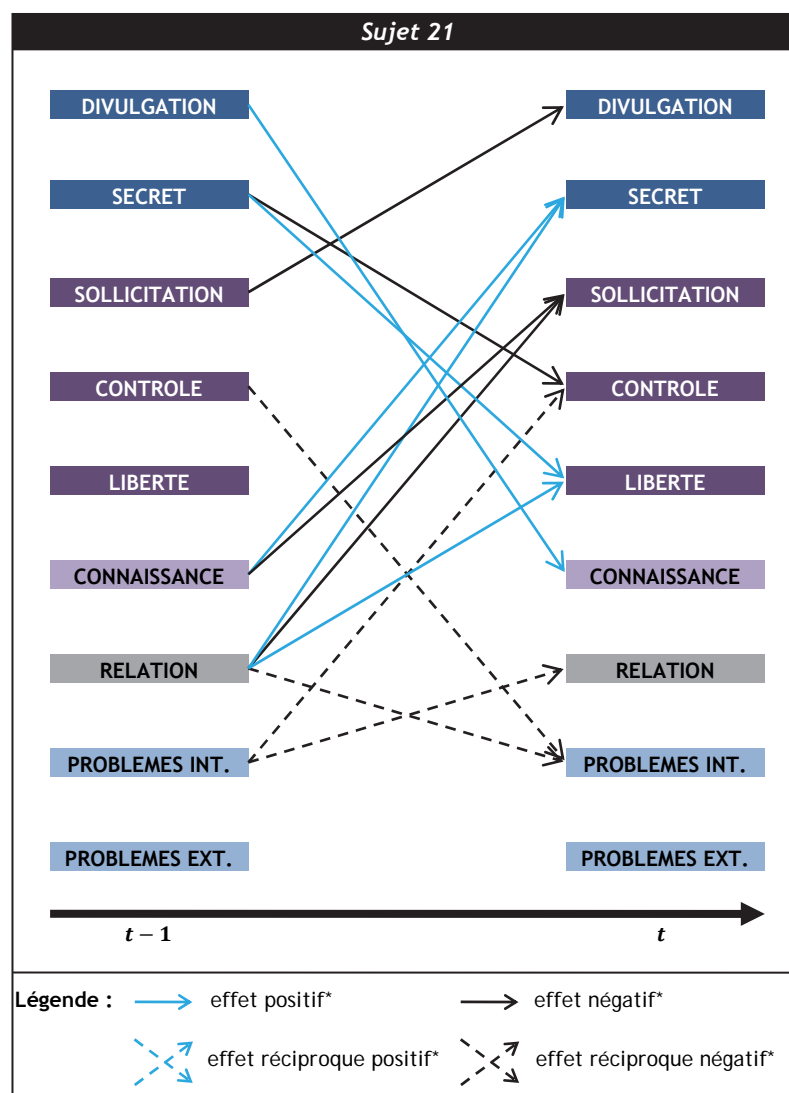 Sujet 21
DIVULGATION DIVULGATION
SECRET SECRET
SOLLICITATION SOLLICITATION
CONTROLE CONTROLE
LIBERTE LIBERTE
CONNAISSANCE CONNAISSANCE
RELATION RELATION
PROBLEMES INT. PROBLEMES INT.
PROBLEMES EXT. PROBLEMES EXT.
t − 1 t
Légende : effet positif* effet négatif*
effet réciproque positif* effet réciproque négatif*